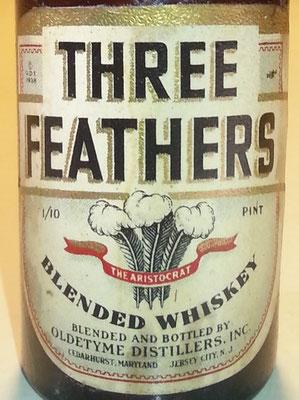 THREE
FEATHERS
1/10 PINT
THE ARISTOCRAT
BLENDED WHISKEY
BLENDED AND BOTTLED BY
OLDETYME DISTILLERS, INC.
CEDARHURST, MARYLAND JERSEY CITY, N. J.